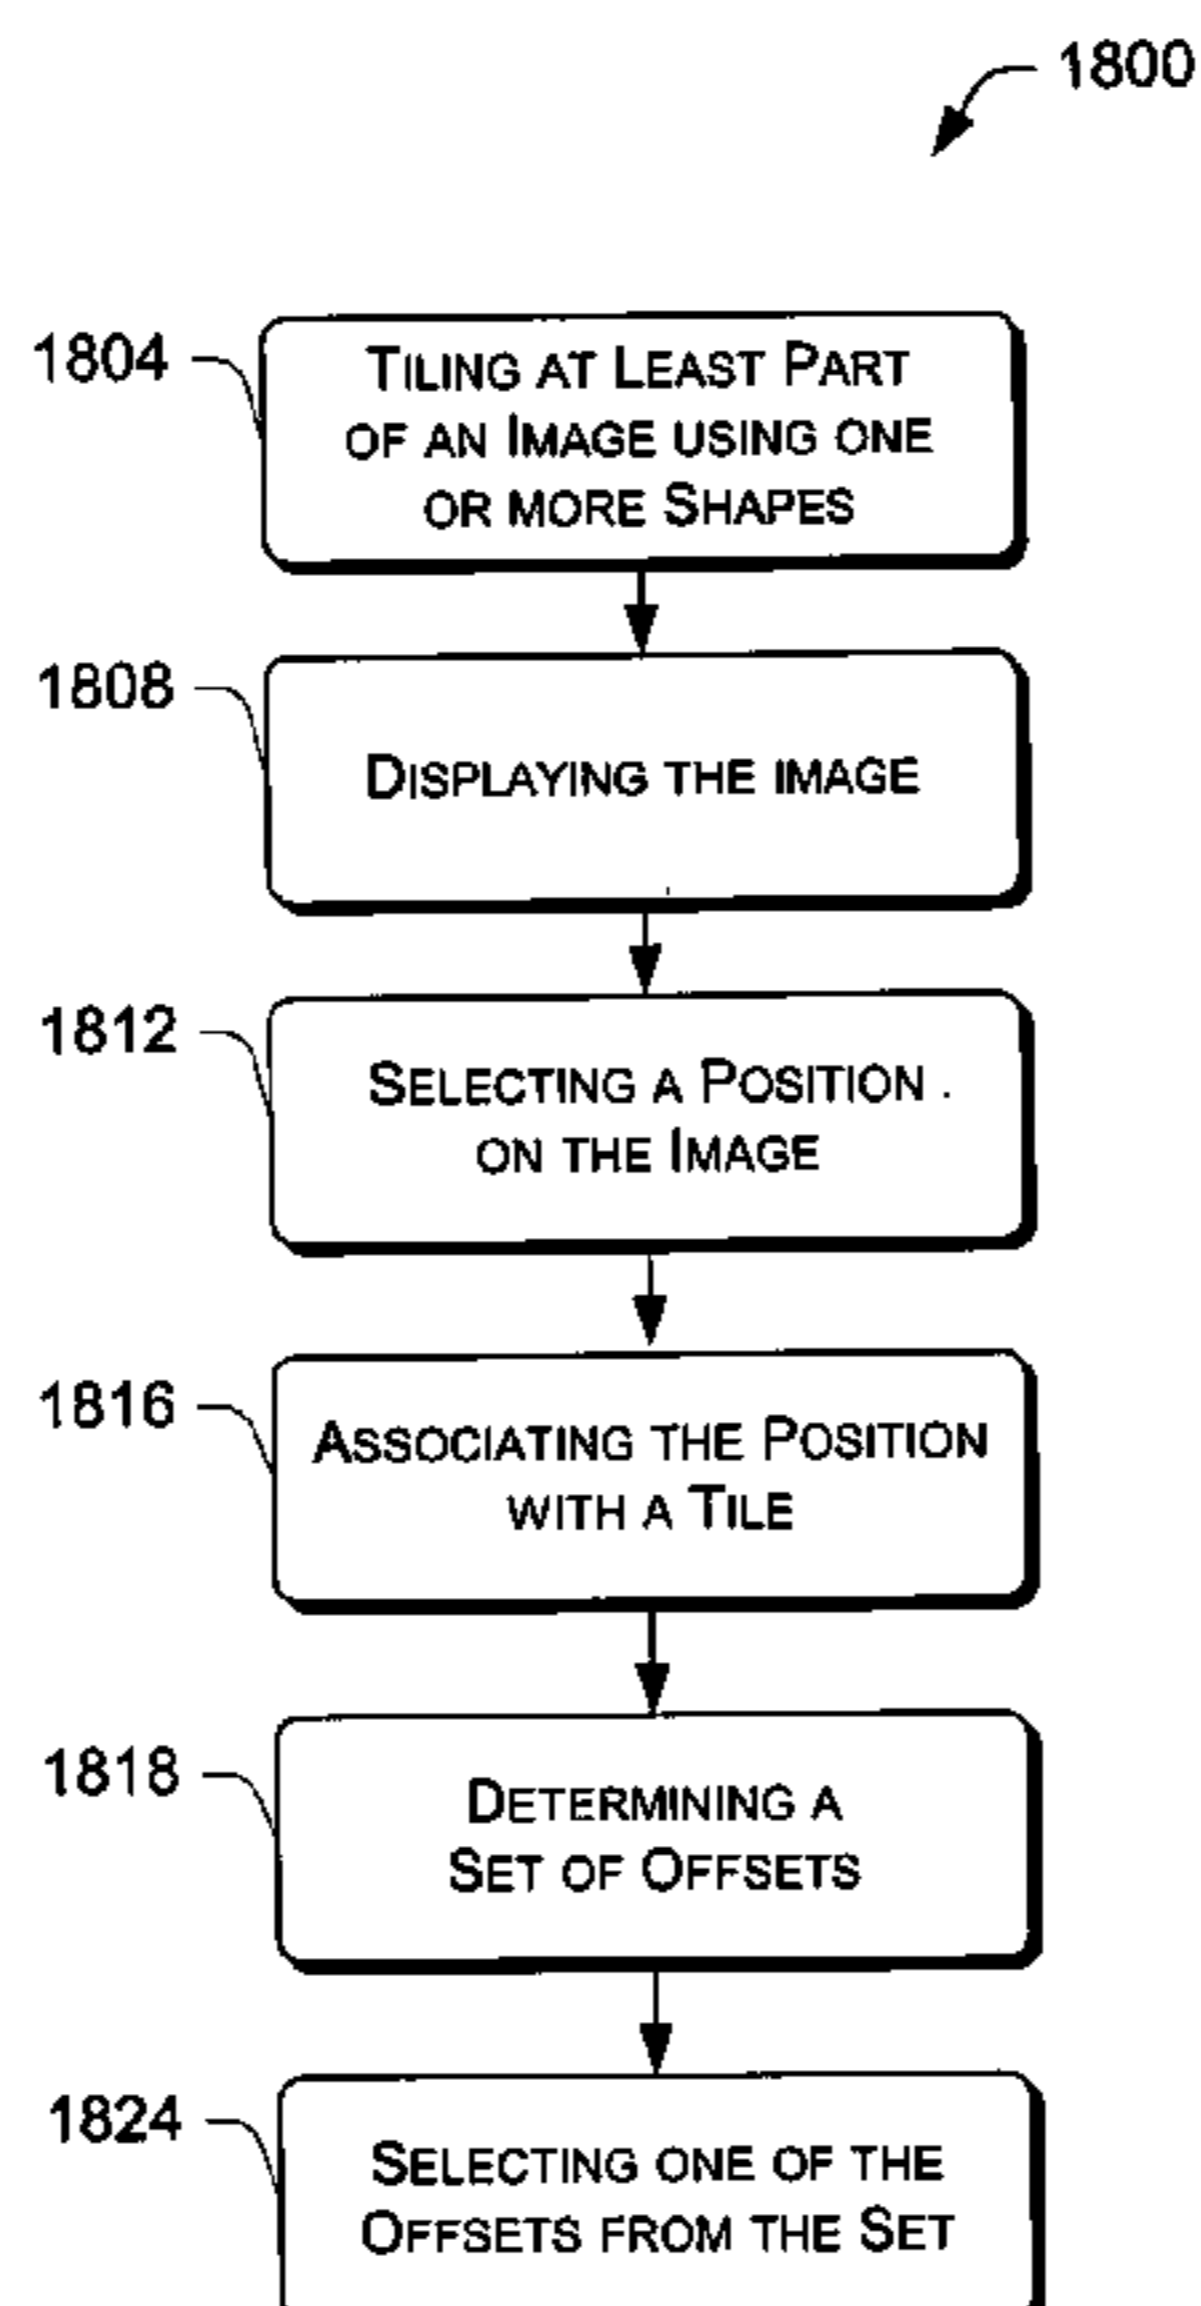 1800
1804
TILING AT LEAST PART
OF AN IMAGE USING ONE
OR MORE SHAPES
1808
DISPLAYING THE IMAGE
1812
SELECTING A POSITION
ON THE IMAGE
1816
ASSOCIATING THE POSITION
WITH A TILE
1818
DETERMINING A
SET OF OFFSETS
1824
SELECTING ONE OF THE
OFFSETS FROM THE SET